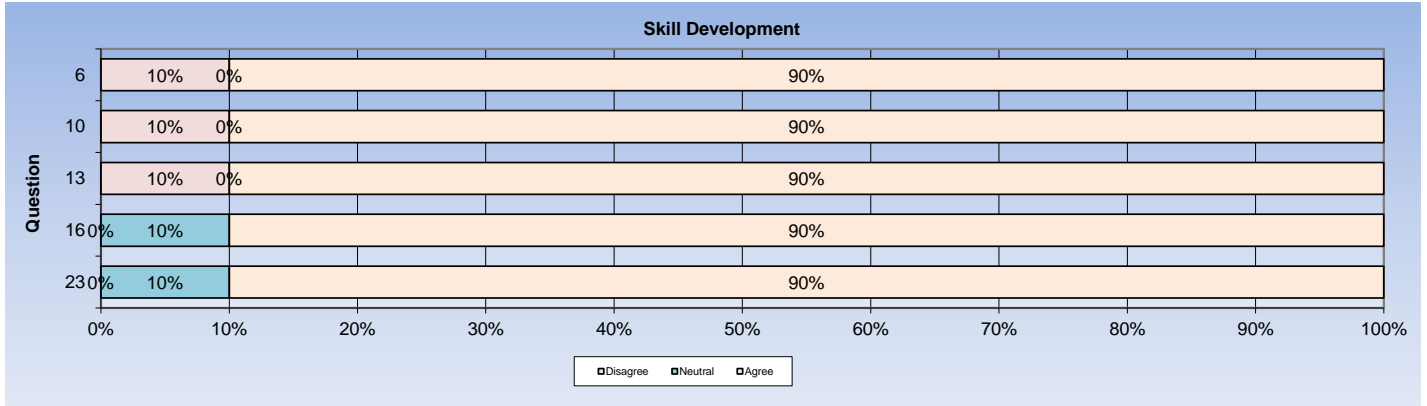 Skill Development
Question
6 10% 0% 90%
10 10% 0% 90%
13 10% 0% 90%
16 0% 10% 90%
23 0% 10% 90%
0% 10% 20% 30% 40% 50% 60% 70% 80% 90% 100%
Disagree Neutral Agree